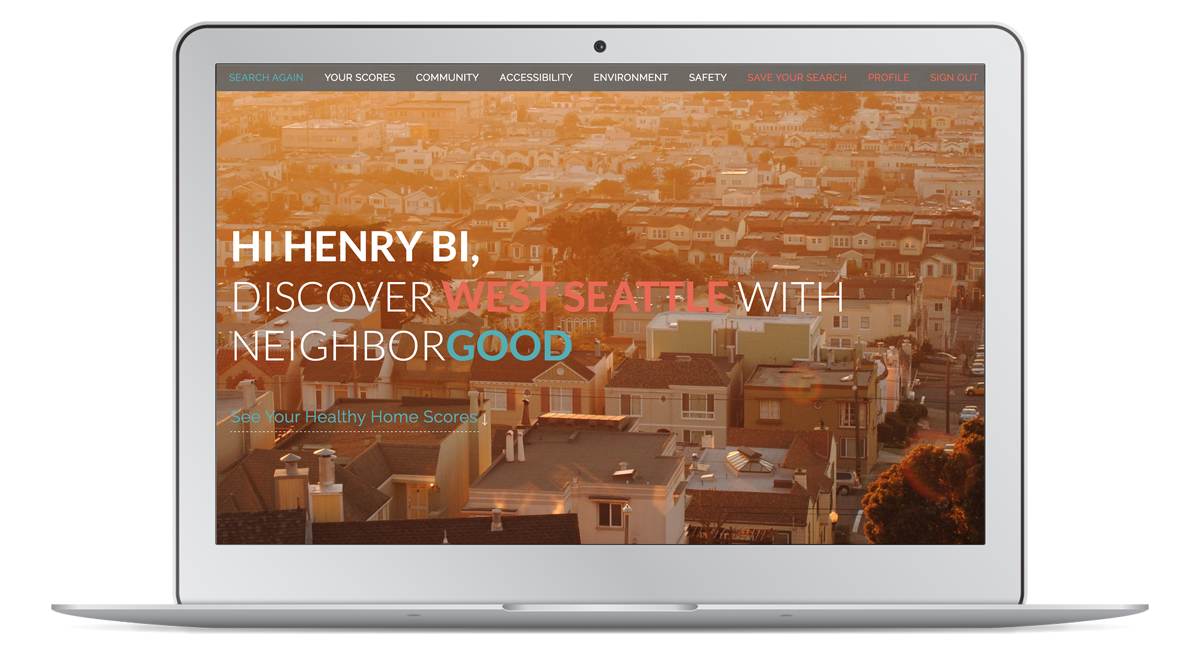 SEARCH AGAIN YOUR SCORES COMMUNITY ACCESSIBILITY ENVIRONMENT SAFETY SAVE YOUR SEARCH PROFILE SIGN OUT
HI HENRY BI,
DISCOVER WEST SEATTLE WITH
NEIGHBORGOOD
See Your Healthy Home Scores ↓